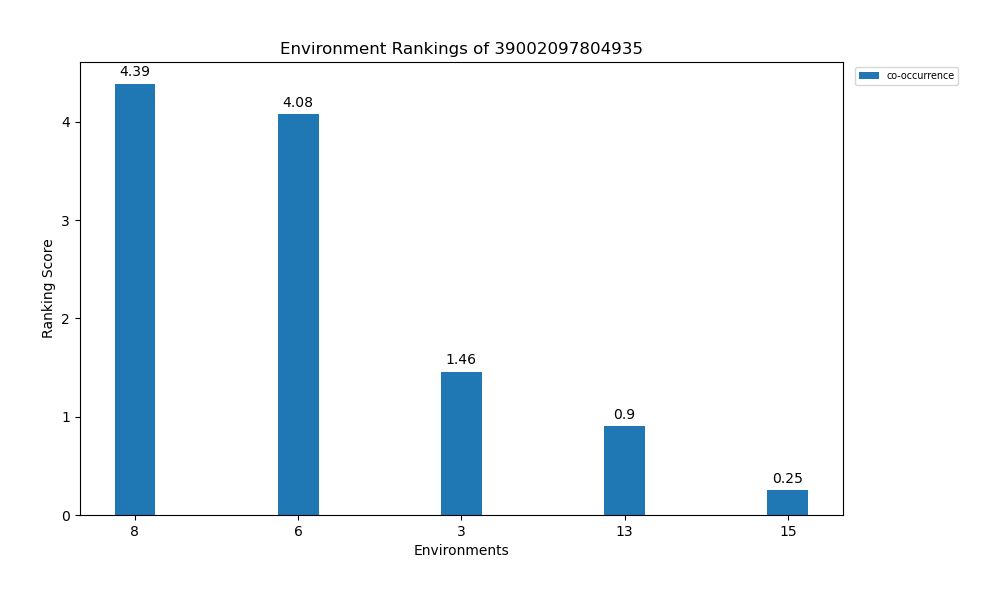 Environment Rankings of 39002097804935
co-occurrence
4.39
4.08
1.46
0.9
0.25
Ranking Score
4
3
2
1
0
8 6 3 13 15
Environments